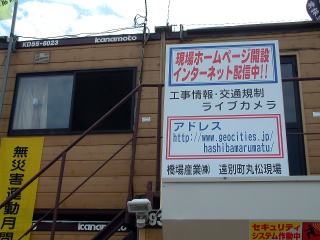 KDSS-6023
kanamoto
kanamoto
現場ホームページ開設
インターネット配信中!!
工事情報・交通規制
ライブカメラ
アドレス
http://www.geocities.jp/
hashibamarumatu/
橋場産業㈱ 遠別町丸松現場
無災害運動月間
セキュリティ
システム作動中